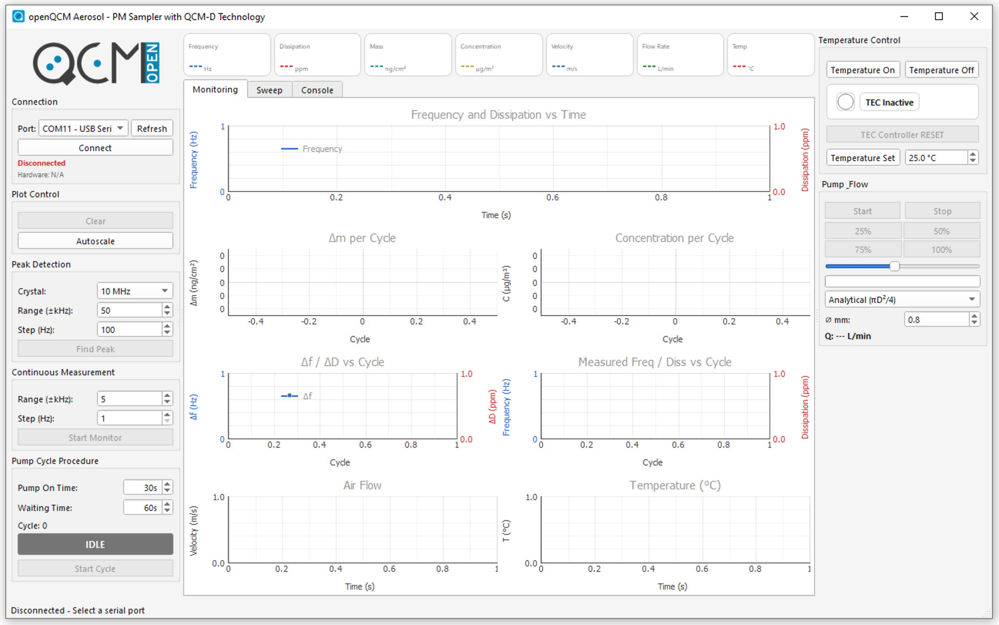 openQCM Aerosol - PM Sampler with QCM-D Technology
QCM OPEN
Frequency
--- Hz
Dissipation
--- ppm
Mass
--- ng/cm²
Concentration
--- µg/m³
Velocity
--- m/s
Flow Rate
--- L/min
Temp
--- °C
Connection
Port: COM11 - USB Seri Refresh
Connect
Disconnected
Hardware: N/A
Plot Control
Clear
Autoscale
Peak Detection
Crystal: 10 MHz
Range (±kHz): 50
Step (Hz): 100
Find Peak
Continuous Measurement
Range (±kHz): 5
Step (Hz): 1
Start Monitor
Pump Cycle Procedure
Pump On Time: 30s
Waiting Time: 60s
Cycle: 0
IDLE
Start Cycle
Monitoring Sweep Console
Frequency and Dissipation vs Time
Frequency (Hz)
1
0
Frequency
1.0
0.0
Dissipation (ppm)
0 0.2 0.4 0.6 0.8 1
Time (s)
Δm per Cycle
Δm (ng/cm²)
0
0
0
0
0
-0.4 -0.2 0 0.2 0.4
Cycle
Concentration per Cycle
C (µg/m³)
0
0
0
0
0
-0.4 -0.2 0 0.2 0.4
Cycle
Δf / ΔD vs Cycle
Δf (Hz)
1
0
Δf
1.0
0.0
ΔD (ppm)
0 0.2 0.4 0.6 0.8 1
Cycle
Measured Freq / Diss vs Cycle
Frequency (Hz)
1
0
1.0
0.0
Dissipation (ppm)
0 0.2 0.4 0.6 0.8 1
Cycle
Air Flow
Velocity (m/s)
1.0
0.0
0 0.2 0.4 0.6 0.8 1
Time (s)
Temperature (°C)
T (°C)
1.0
0.0
0 0.2 0.4 0.6 0.8 1
Time (s)
Temperature Control
Temperature On Temperature Off
TEC Inactive
TEC Controller RESET
Temperature Set 25.0 °C
Pump _Flow
Start Stop
25% 50%
75% 100%
Analytical (πD²/4)
⌀ mm: 0.8
Q: --- L/min
Disconnected - Select a serial port